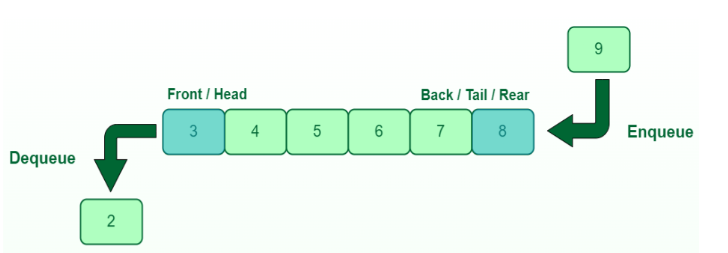 9
Front / Head
Back / Tail / Rear
3 4 5 6 7 8
Enqueue
Dequeue
2